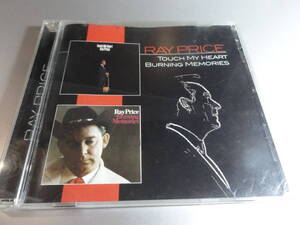 RAY PRICE
TOUCH MY HEART
BURNING MEMORIES
Ray Price
Burning
Memories
RAY PRICE